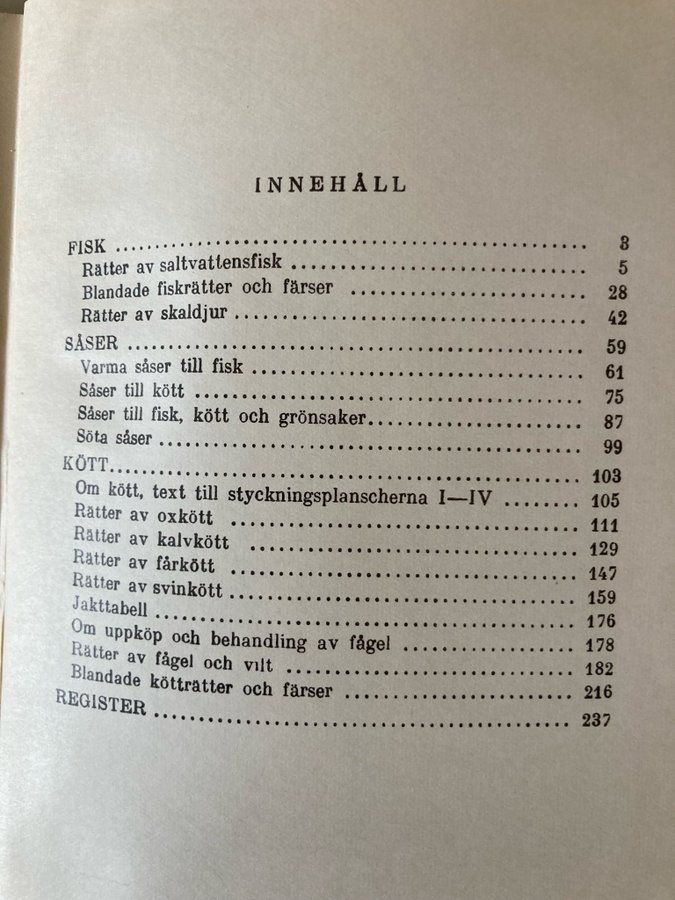 INNEHÅLL
FISK ........................................................ 3
Rätter av saltvattensfisk .................................... 5
Blandade fiskrätter och färser ............................ 28
Rätter av skaldjur .......................................... 42
SÅSER ...................................................... 59
Varma såser till fisk ........................................ 61
Såser till kött .............................................. 75
Såser till fisk, kött och grönsaker .......................... 87
Söta såser .................................................. 99
KÖTT ........................................................ 103
Om kött, text till styckningsplanscherna I—IV ........ 105
Rätter av oxkött ............................................ 111
Rätter av kalvkött .......................................... 129
Rätter av fårkött ............................................ 147
Rätter av svinkött .......................................... 159
Jakttabell .................................................. 176
Om uppköp och behandling av fågel .................... 178
Rätter av fågel och vilt .................................... 182
Blandade kötträtter och färser ............................ 216
REGISTER .................................................. 237